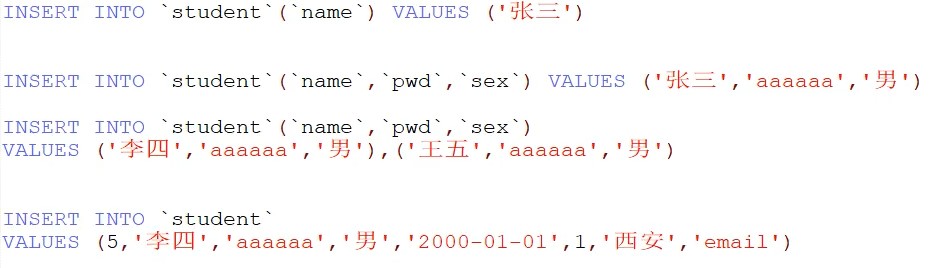 INSERT INTO `student`(`name`) VALUES ('张三')
INSERT INTO `student`(`name`,`pwd`,`sex`) VALUES ('张三','aaaaaa','男')
INSERT INTO `student`(`name`,`pwd`,`sex`)
VALUES ('李四','aaaaaa','男'),('王五','aaaaaa','男')
INSERT INTO `student`
VALUES (5,'李四','aaaaaa','男','2000-01-01',1,'西安','email')